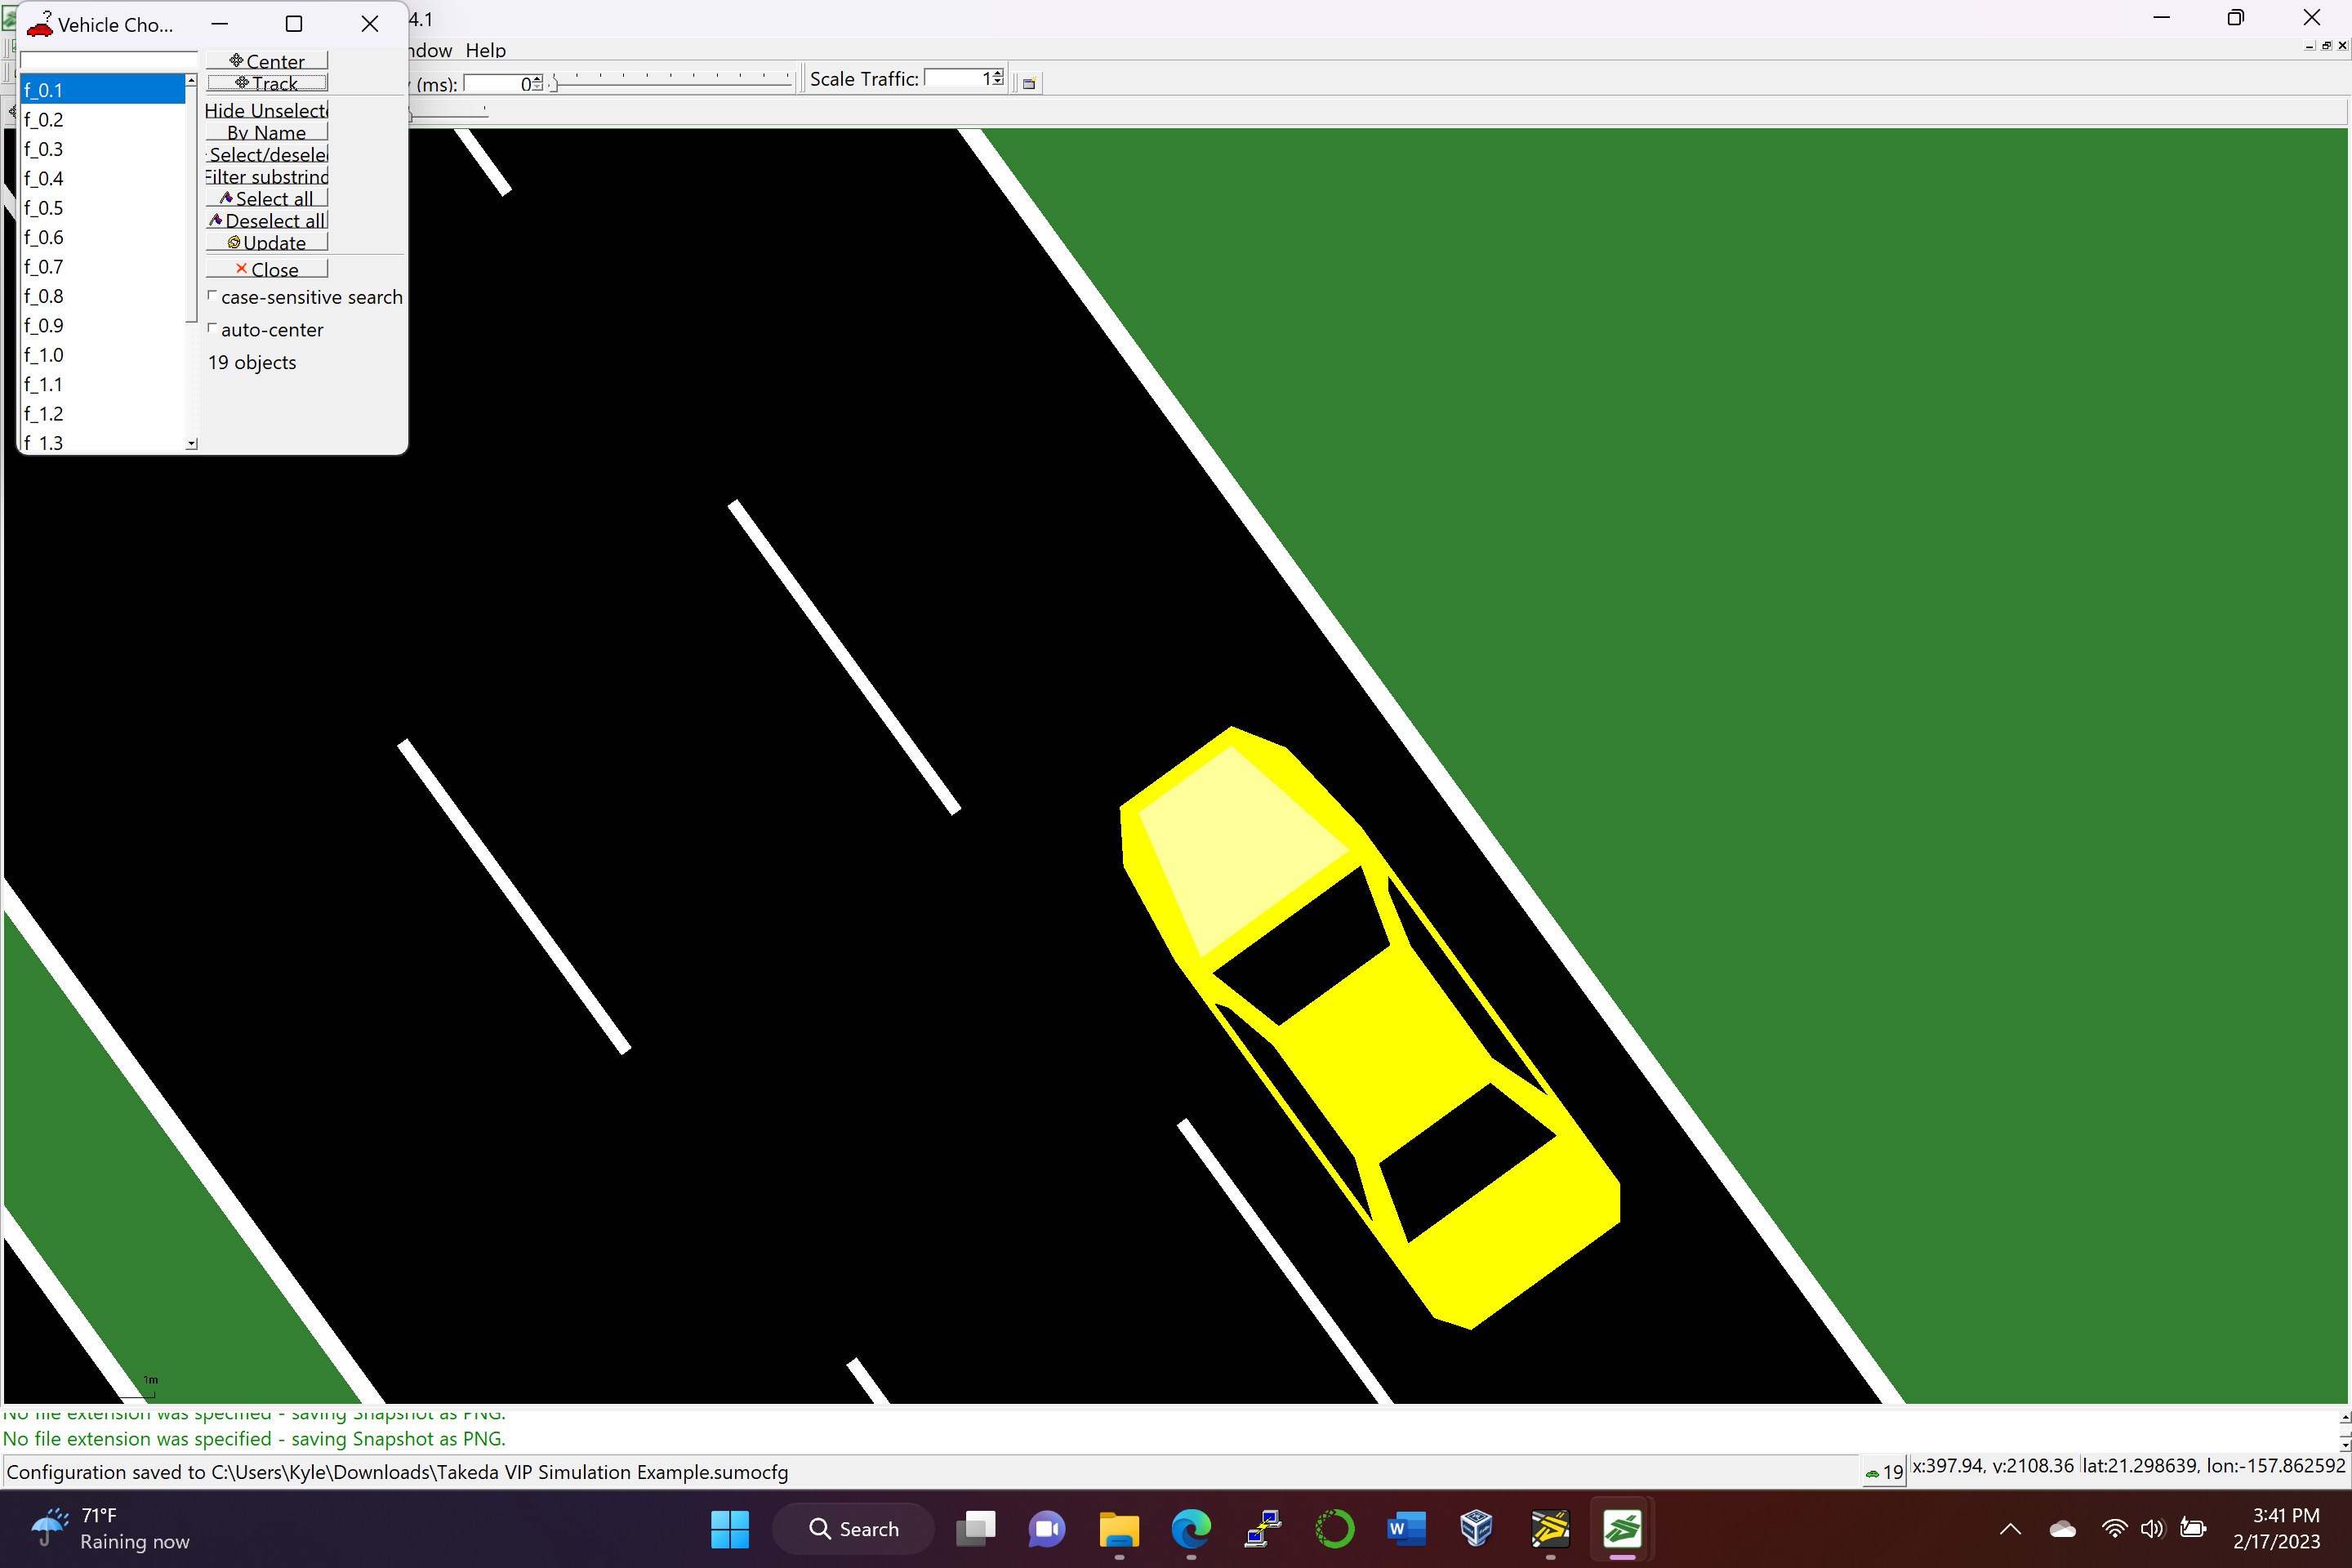 Vehicle Cho...
4.1
ndow Help
Center
Track
(ms): 0
Scale Traffic: 1
f_0.1
f_0.2
f_0.3
f_0.4
f_0.5
f_0.6
f_0.7
f_0.8
f_0.9
f_1.0
f_1.1
f_1.2
f_1.3
Hide Unselect
By Name
Select/desele
Filter substring
Select all
Deselect all
Update
Close
case-sensitive search
auto-center
19 objects
1m
No file extension was specified - saving Snapshot as PNG.
No file extension was specified - saving Snapshot as PNG.
Configuration saved to C:\Users\Kyle\Downloads\Takeda VIP Simulation Example.sumocfg
19
x:397.94, y:2108.36
lat:21.298639, lon:-157.862592
71°F
Raining now
Search
W
3:41 PM
2/17/2023